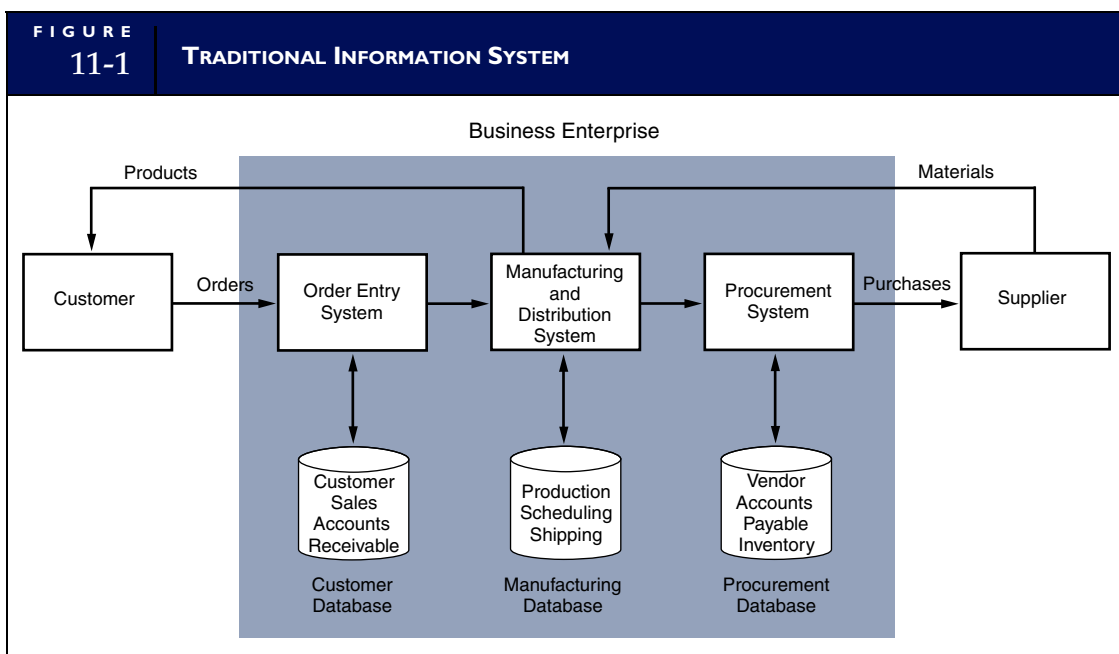 FIGURE
11-1
TRADITIONAL INFORMATION SYSTEM
Business Enterprise
Products
Materials
Customer
Orders
Order Entry
System
Manufacturing
and
Distribution
System
Procurement
System
Purchases
Supplier
Customer
Sales
Accounts
Receivable
Production
Scheduling
Shipping
Vendor
Accounts
Payable
Inventory
Customer
Database
Manufacturing
Database
Procurement
Database